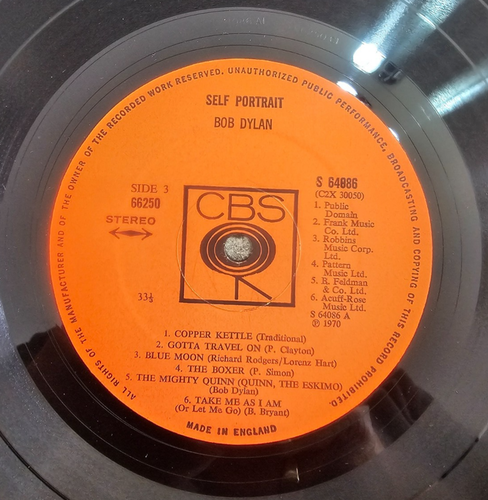 ALL RIGHTS OF THE MANUFACTURER AND OF THE OWNER OF THE RECORDED WORK RESERVED. UNAUTHORIZED PUBLIC PERFORMANCE, BROADCASTING AND COPYING OF THIS RECORD PROHIBITED.
SELF PORTRAIT
BOB DYLAN
SIDE 3
66250
STEREO
33⅓
CBS
S 64086
(C2X 30050)
1. Public
Domain
2. Frank Music
Co. Ltd.
3. Robbins
Music Corp.
Ltd.
4. Pattern
Music Ltd.
5. B. Feldman
& Co. Ltd.
6. Acuff-Rose
Music Ltd.
S 64086 A
℗ 1970
1. COPPER KETTLE (Traditional)
2. GOTTA TRAVEL ON (P. Clayton)
3. BLUE MOON (Richard Rodgers/Lorenz Hart)
4. THE BOXER (P. Simon)
5. THE MIGHTY QUINN (QUINN, THE ESKIMO)
(Bob Dylan)
6. TAKE ME AS I AM
(Or Let Me Go) (B. Bryant)
MADE IN ENGLAND